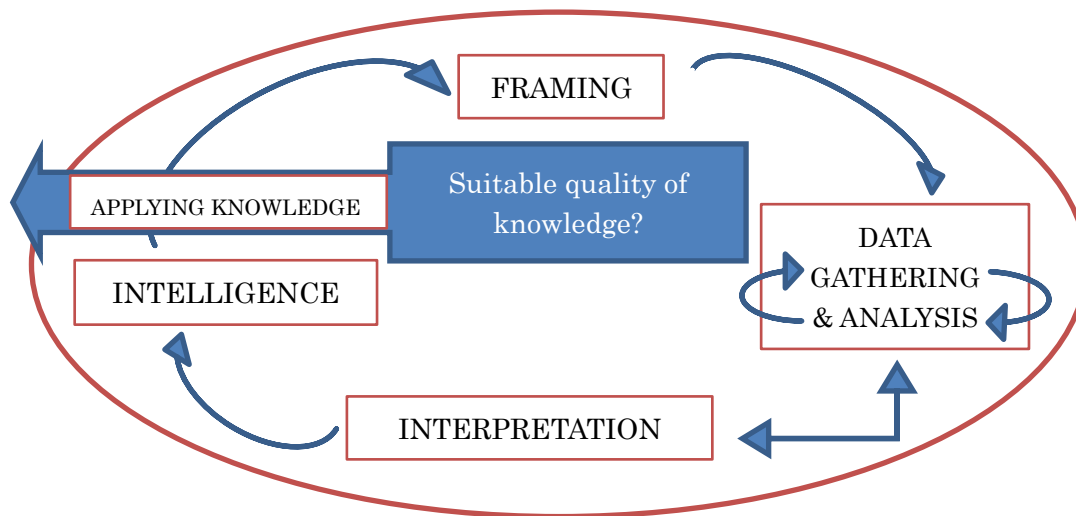 FRAMING
Suitable quality of
knowledge?
APPLYING KNOWLEDGE
DATA
GATHERING
& ANALYSIS
INTELLIGENCE
INTERPRETATION